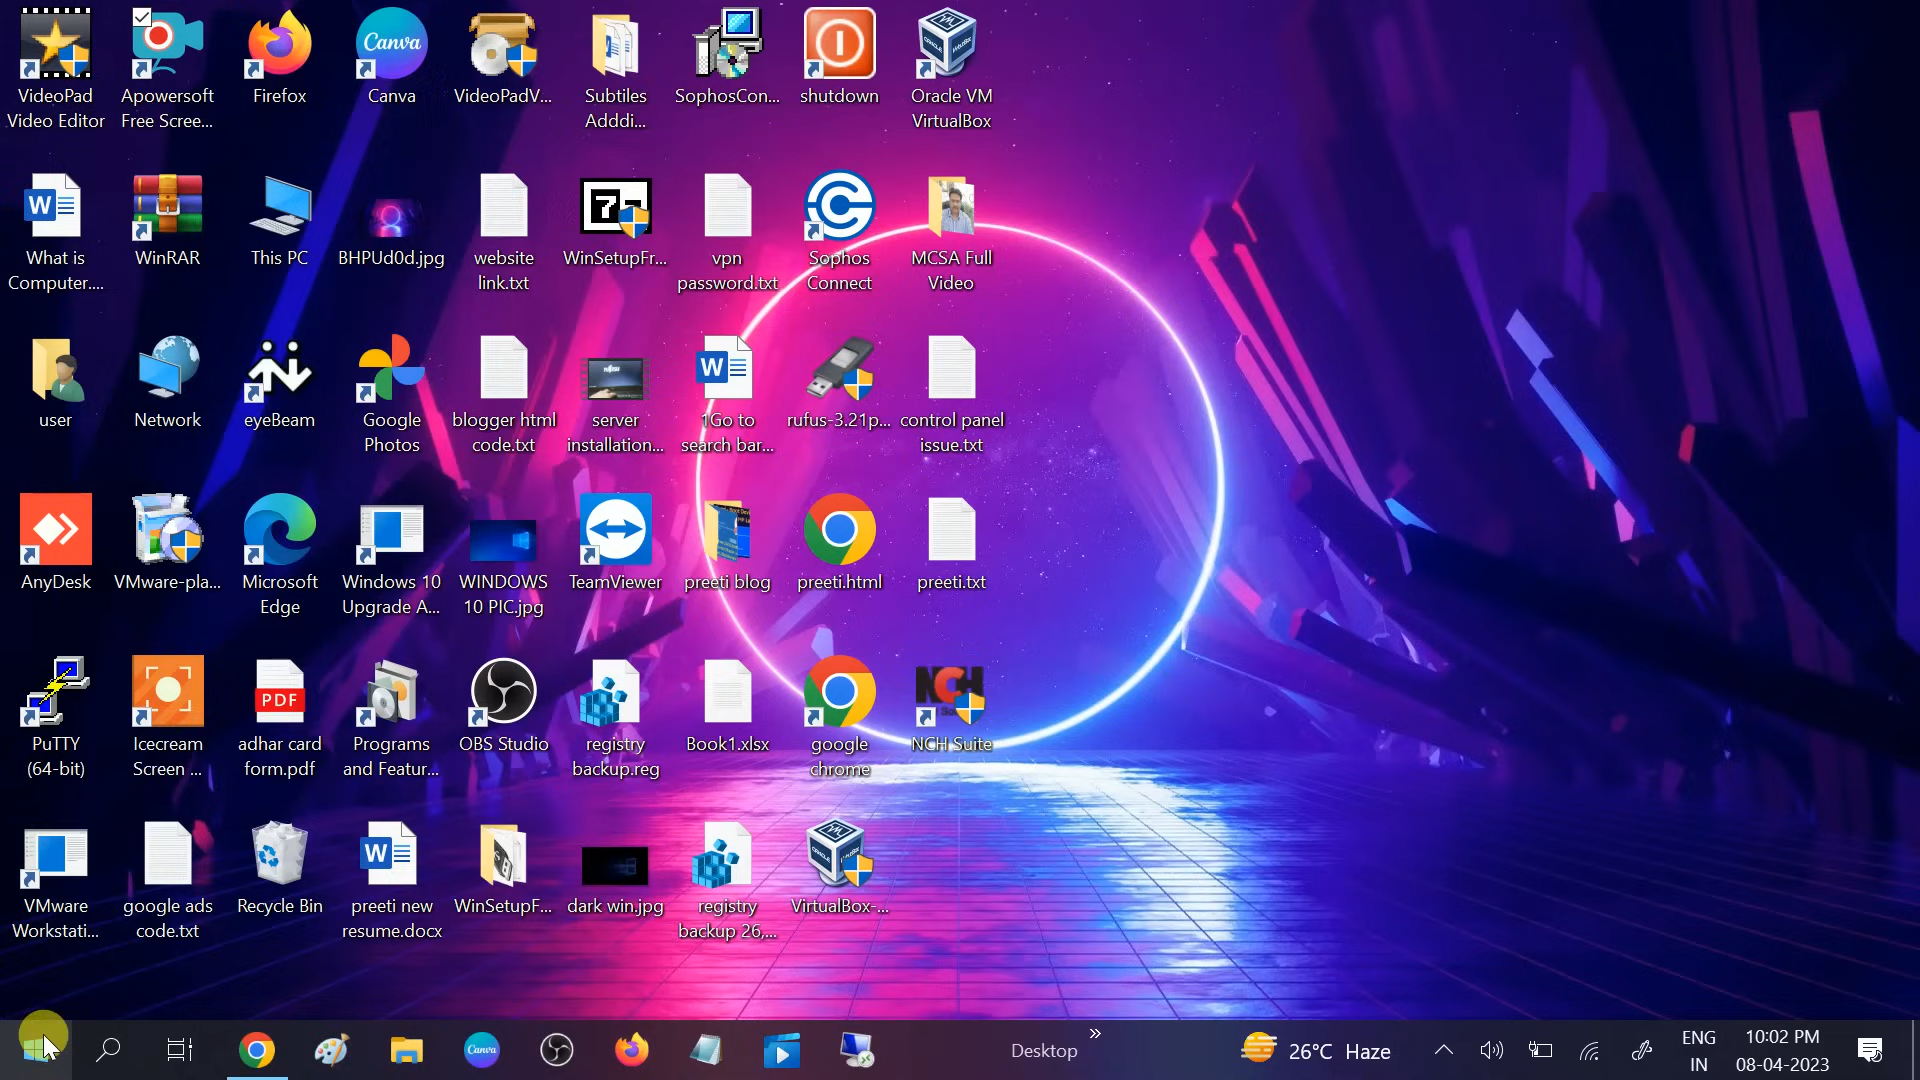 VideoPad
Video Editor
Apowersoft
Free Scree...
Firefox
Canva
Canva
VideoPadV...
Subtiles
Adddi...
SophosCon...
shutdown
Oracle VM
VirtualBox
What is
Computer....
WinRAR
This PC
BHPUd0d.jpg
website
link.txt
WinSetupFr...
vpn
password.txt
Sophos
Connect
MCSA Full
Video
user
Network
eyeBeam
Google
Photos
blogger html
code.txt
server
installation...
1Go to
search bar...
rufus-3.21p...
control panel
issue.txt
AnyDesk
VMware-pla...
Microsoft
Edge
Windows 10
Upgrade A...
WINDOWS
10 PIC.jpg
TeamViewer
preeti blog
preeti.html
preeti.txt
PuTTY
(64-bit)
Icecream
Screen ...
PDF
adhar card
form.pdf
Programs
and Featur...
OBS Studio
registry
backup.reg
Book1.xlsx
google
chrome
NCH
NCH Suite
VMware
Workstati...
google ads
code.txt
Recycle Bin
preeti new
resume.docx
WinSetupF...
dark win.jpg
registry
backup 26,...
VirtualBox-...
Canva
Desktop
»
26°C Haze
ENG
IN
10:02 PM
08-04-2023